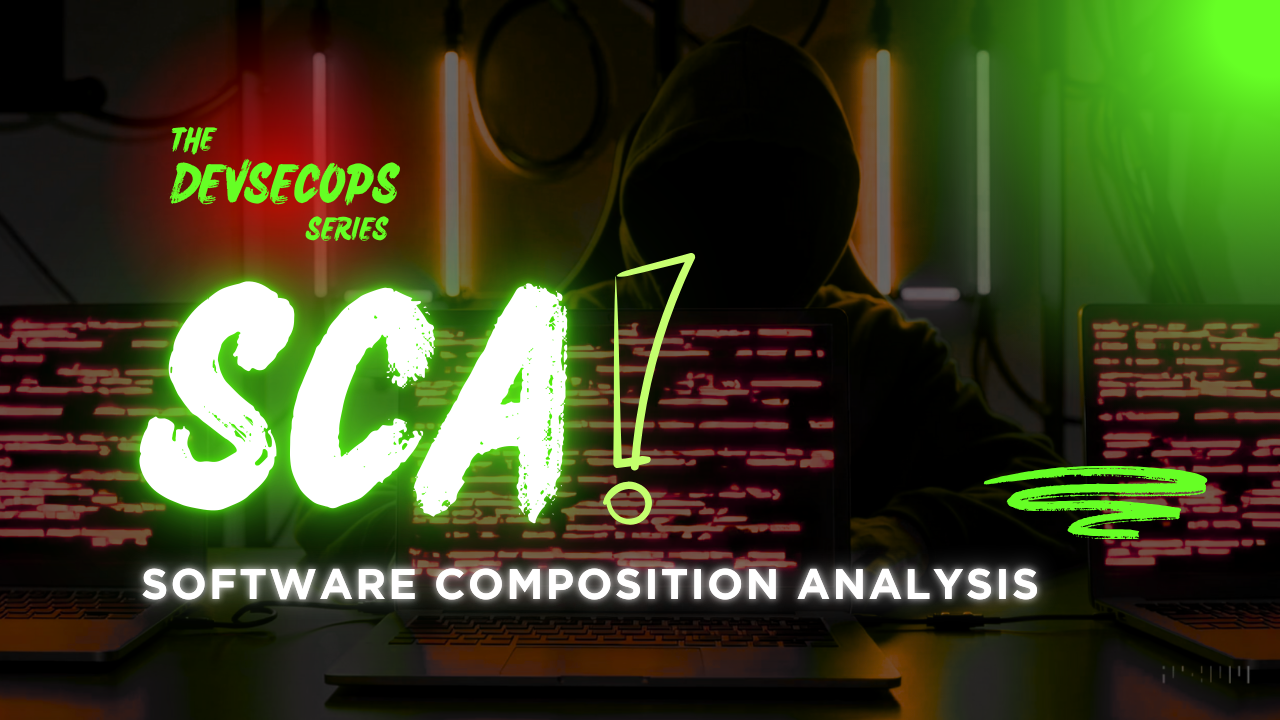 THE
DEVSECOPS
SERIES
SCA!
SOFTWARE COMPOSITION ANALYSIS